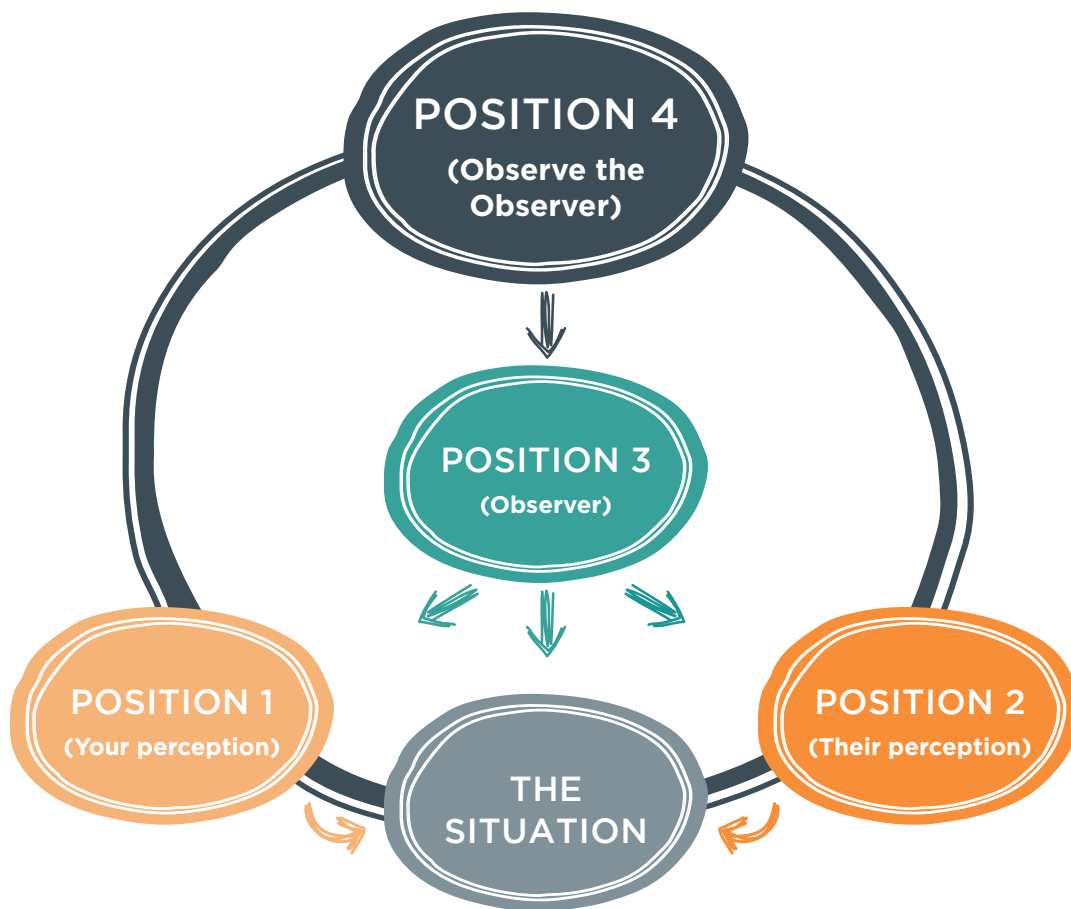 POSITION 4
(Observe the
Observer)
POSITION 3
(Observer)
POSITION 1
(Your perception)
POSITION 2
(Their perception)
THE
SITUATION